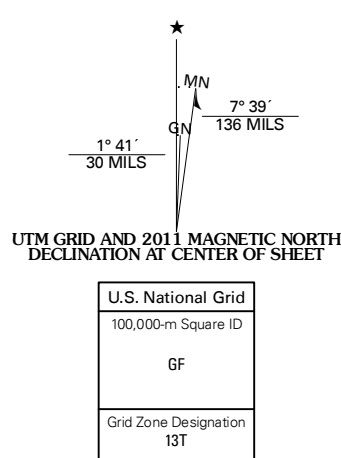 ★
MN
7° 39´
136 MILS
GN
1° 41´
30 MILS
UTM GRID AND 2011 MAGNETIC NORTH
DECLINATION AT CENTER OF SHEET
U.S. National Grid
100,000-m Square ID
GF
Grid Zone Designation
13T